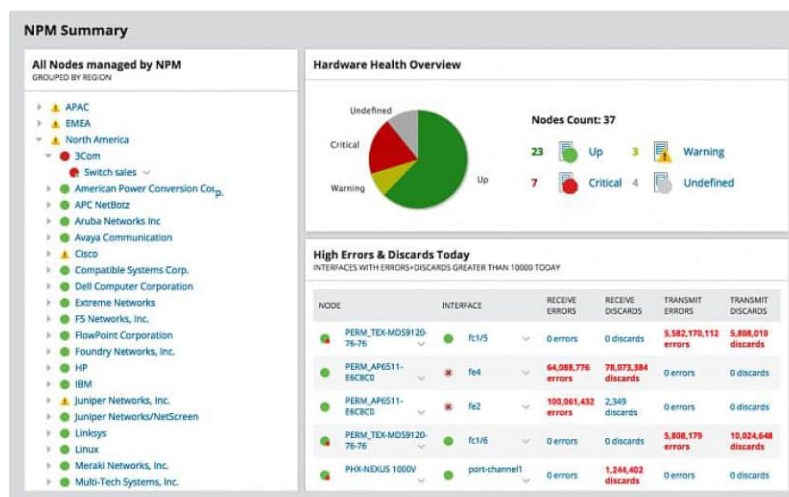 NPM Summary
All Nodes managed by NPM
GROUPED BY REGION
APAC
EMEA
North America
3Com
Switch sales
American Power Conversion Corp.
APC NetBotz
Aruba Networks Inc
Avaya Communication
Cisco
Compatible Systems Corp.
Dell Computer Corporation
Extreme Networks
F5 Networks, Inc.
FlowPoint Corporation
Foundry Networks, Inc.
HP
IBM
Juniper Networks, Inc.
Juniper Networks/NetScreen
Linksys
Linux
Meraki Networks, Inc.
Multi-Tech Systems, Inc.
Hardware Health Overview
Undefined
Critical
Warning
Up
Nodes Count: 37
23 Up 3 Warning
7 Critical 4 Undefined
High Errors & Discards Today
INTERFACES WITH ERRORS+DISCARDS GREATER THAN 10000 TODAY
NODE INTERFACE RECEIVE ERRORS RECEIVE DISCARDS TRANSMIT ERRORS TRANSMIT DISCARDS
PERM_TEX-MDS9120-76-76 fc1/5 0 errors 0 discards 5,582,170,112 errors 5,808,010 discards
PERM_AP6511-E6C8C0 fe4 64,088,776 errors 78,073,384 discards 0 errors 0 discards
PERM_AP6511-E6C8C0 fe2 100,061,432 errors 2,349 discards 0 errors 0 discards
PERM_TEX-MDS9120-76-76 fc1/6 0 errors 0 discards 5,808,179 errors 10,024,648 discards
PHX-NEXUS 1000V port-channel1 0 errors 1,244,402 discards 0 errors 0 discards